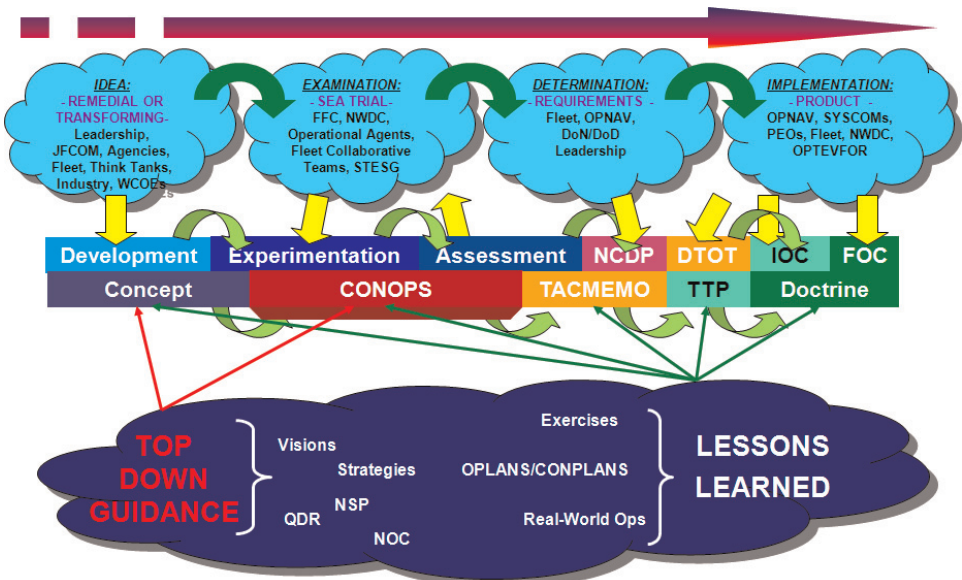 IDEA:
- REMEDIAL OR
TRANSFORMING-
Leadership,
JFCOM, Agencies,
Fleet, Think Tanks,
Industry, WCOEs
EXAMINATION:
- SEA TRIAL-
FFC, NWDC,
Operational Agents,
Fleet Collaborative
Teams, STESG
DETERMINATION:
- REQUIREMENTS -
Fleet, OPNAV,
DoN/DoD
Leadership
IMPLEMENTATION:
- PRODUCT -
OPNAV, SYSCOMs,
PEOs, Fleet, NWDC,
OPTEVFOR
Development
Experimentation
Assessment
NCDP
DTOT
IOC
FOC
Concept
CONOPS
TACMEMO
TTP
Doctrine
TOP
DOWN
GUIDANCE
Visions
Strategies
NSP
QDR
NOC
Exercises
OPLANS/CONPLANS
Real-World Ops
LESSONS
LEARNED